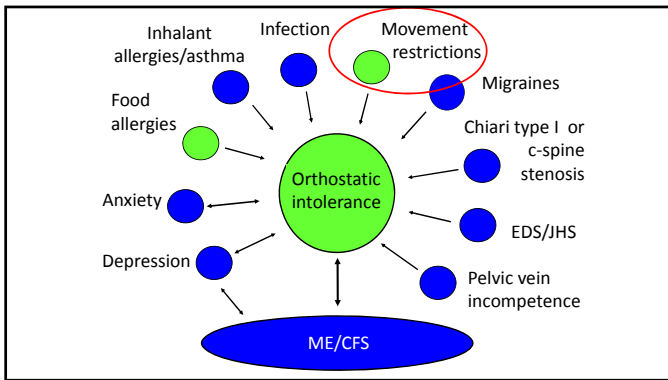 Inhalant
allergies/asthma
Infection
Movement
restrictions
Migraines
Food
allergies
Chiari type I or
c-spine
stenosis
Orthostatic
intolerance
Anxiety
EDS/JHS
Depression
Pelvic vein
incompetence
ME/CFS